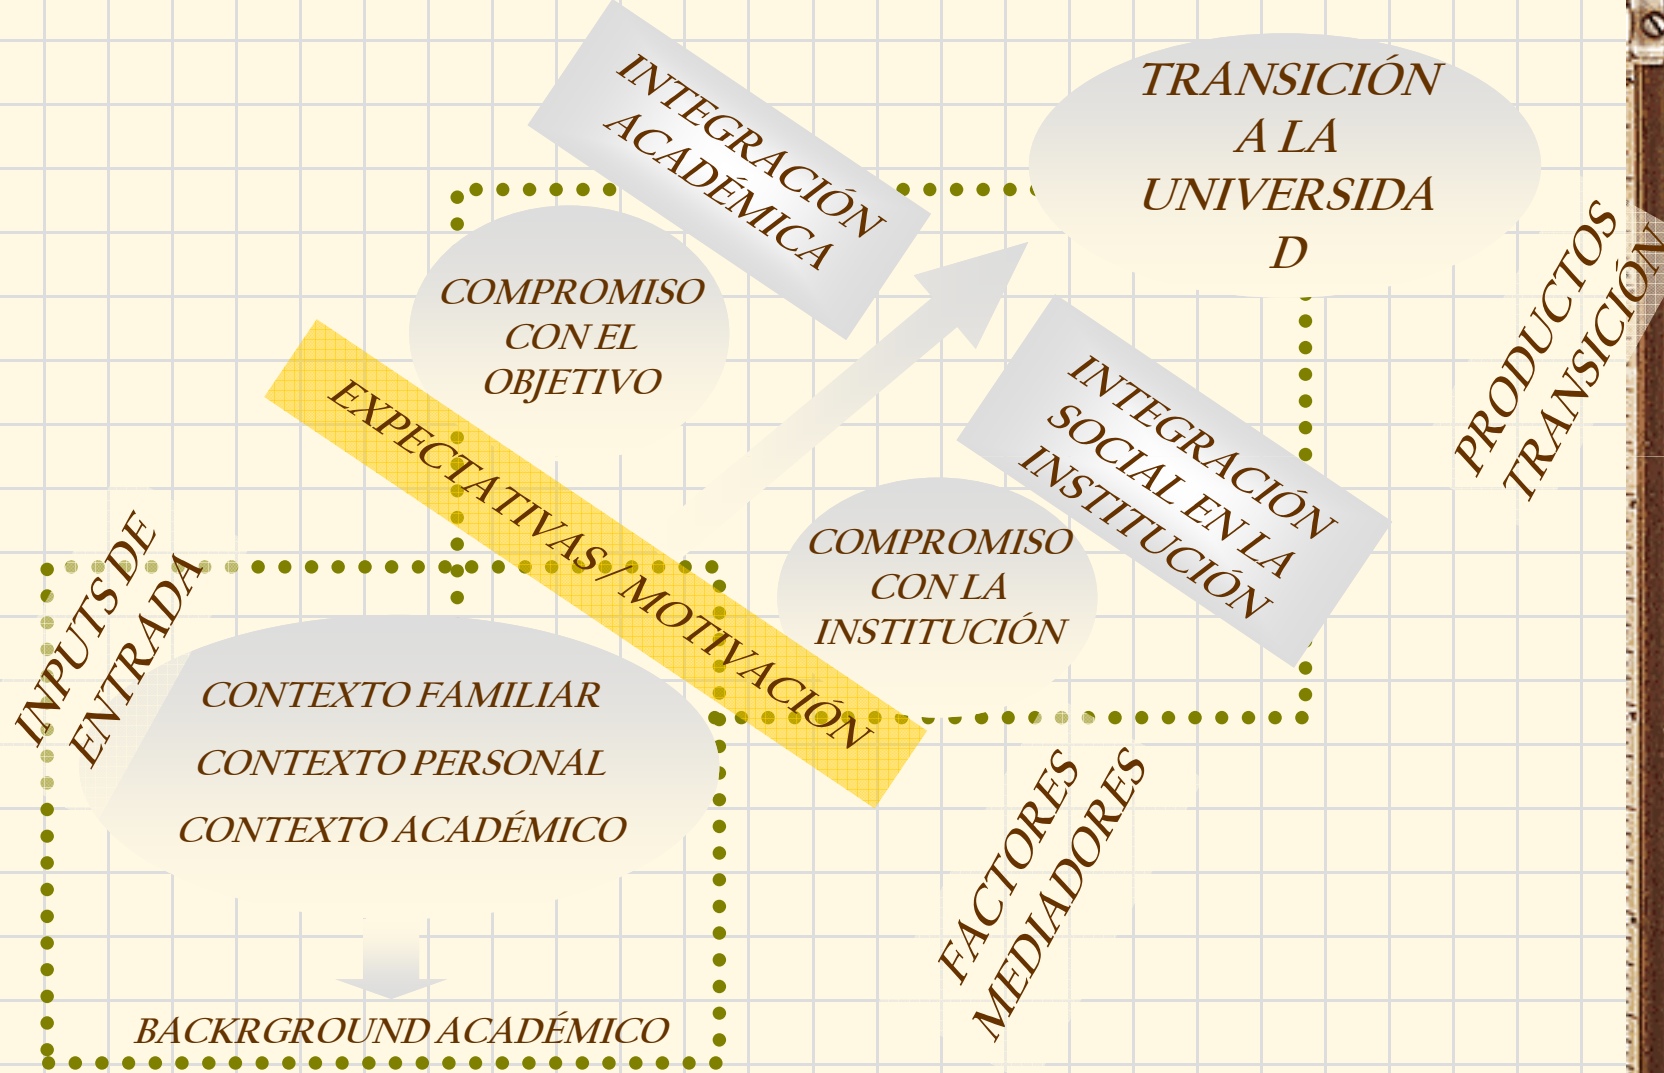 INTEGRACIÓN
ACADÉMICA
TRANSICIÓN
A LA
UNIVERSIDA
D
COMPROMISO
CON EL
OBJETIVO
PRODUCTOS
TRANSICIÓN
EXPECTATIVAS / MOTIVACIÓN
INTEGRACIÓN
SOCIAL EN LA
INSTITUCIÓN
COMPROMISO
CON LA
INSTITUCIÓN
INPUTS DE
ENTRADA
CONTEXTO FAMILIAR
CONTEXTO PERSONAL
CONTEXTO ACADÉMICO
FACTORES
MEDIADORES
BACKRGROUND ACADÉMICO